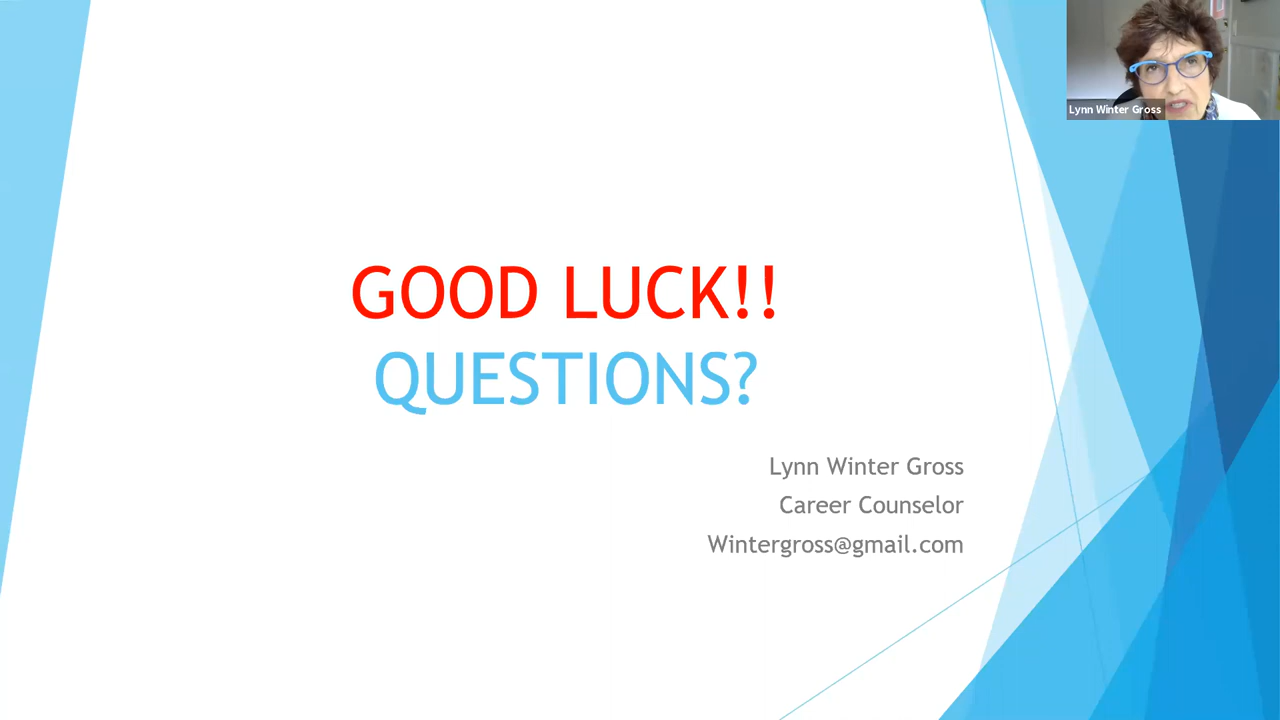 Lynn Winter Gross
GOOD LUCK!!
QUESTIONS?
Lynn Winter Gross
Career Counselor
Wintergross@gmail.com